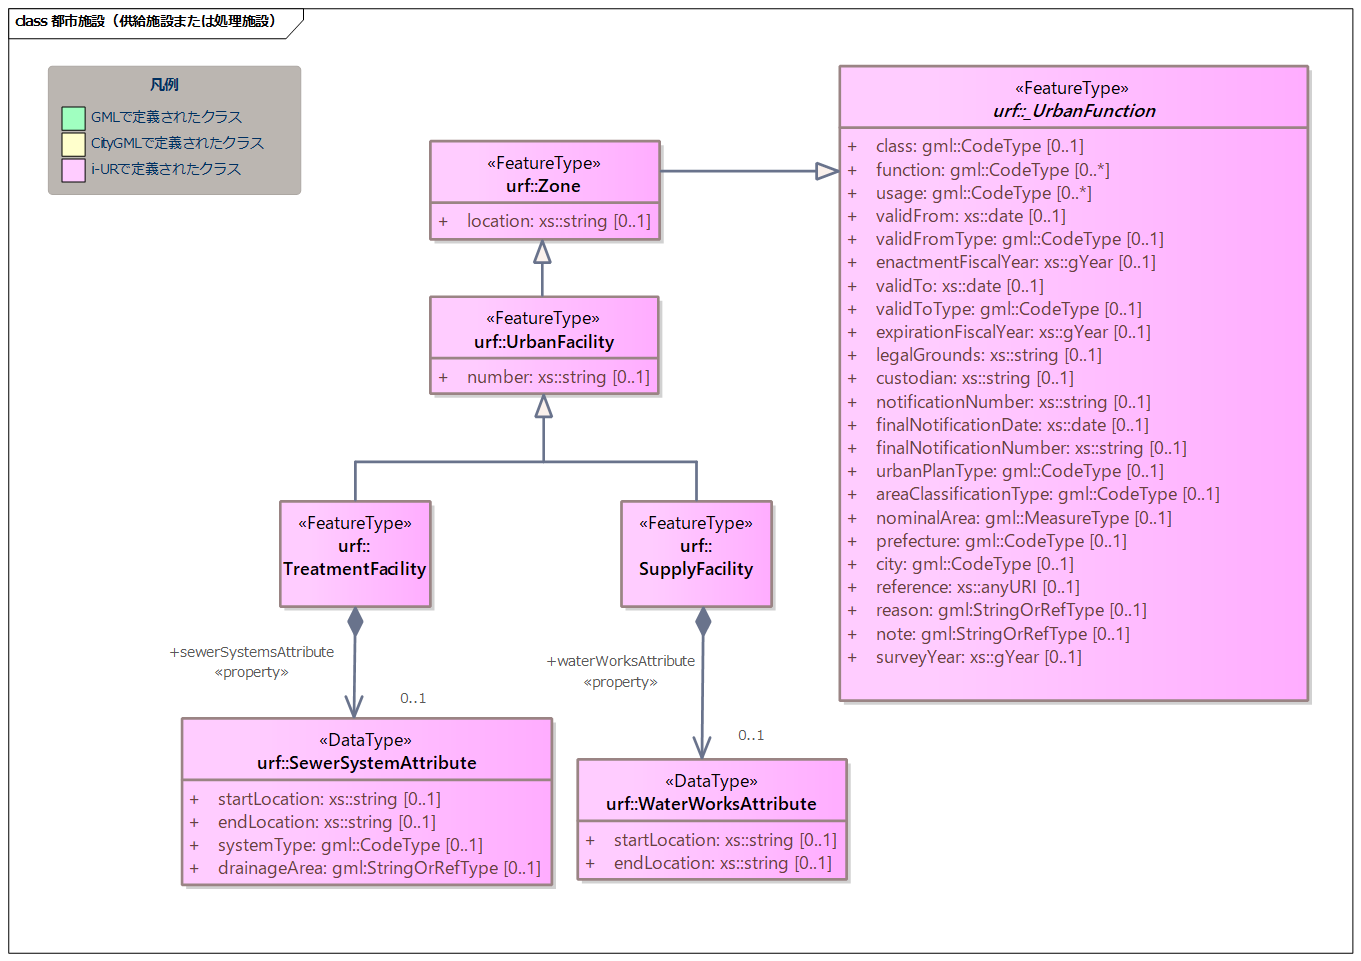 class 都市施設（供給施設または処理施設）
凡例
GMLで定義されたクラス
CityGMLで定義されたクラス
i-URで定義されたクラス
«FeatureType»
urf::_UrbanFunction
+ class: gml::CodeType [0..1]
+ function: gml::CodeType [0..*]
+ usage: gml::CodeType [0..*]
+ validFrom: xs::date [0..1]
+ validFromType: gml::CodeType [0..1]
+ enactmentFiscalYear: xs::gYear [0..1]
+ validTo: xs::date [0..1]
+ validToType: gml::CodeType [0..1]
+ expirationFiscalYear: xs::gYear [0..1]
+ legalGrounds: xs::string [0..1]
+ custodian: xs::string [0..1]
+ notificationNumber: xs::string [0..1]
+ finalNotificationDate: xs::date [0..1]
+ finalNotificationNumber: xs::string [0..1]
+ urbanPlanType: gml::CodeType [0..1]
+ areaClassificationType: gml::CodeType [0..1]
+ nominalArea: gml::MeasureType [0..1]
+ prefecture: gml::CodeType [0..1]
+ city: gml::CodeType [0..1]
+ reference: xs::anyURI [0..1]
+ reason: gml:StringOrRefType [0..1]
+ note: gml:StringOrRefType [0..1]
+ surveyYear: xs::gYear [0..1]
«FeatureType»
urf::Zone
+ location: xs::string [0..1]
«FeatureType»
urf::UrbanFacility
+ number: xs::string [0..1]
«FeatureType»
urf::
TreatmentFacility
«FeatureType»
urf::
SupplyFacility
+sewerSystemsAttribute
«property»
0..1
+waterWorksAttribute
«property»
0..1
«DataType»
urf::SewerSystemAttribute
+ startLocation: xs::string [0..1]
+ endLocation: xs::string [0..1]
+ systemType: gml::CodeType [0..1]
+ drainageArea: gml:StringOrRefType [0..1]
«DataType»
urf::WaterWorksAttribute
+ startLocation: xs::string [0..1]
+ endLocation: xs::string [0..1]